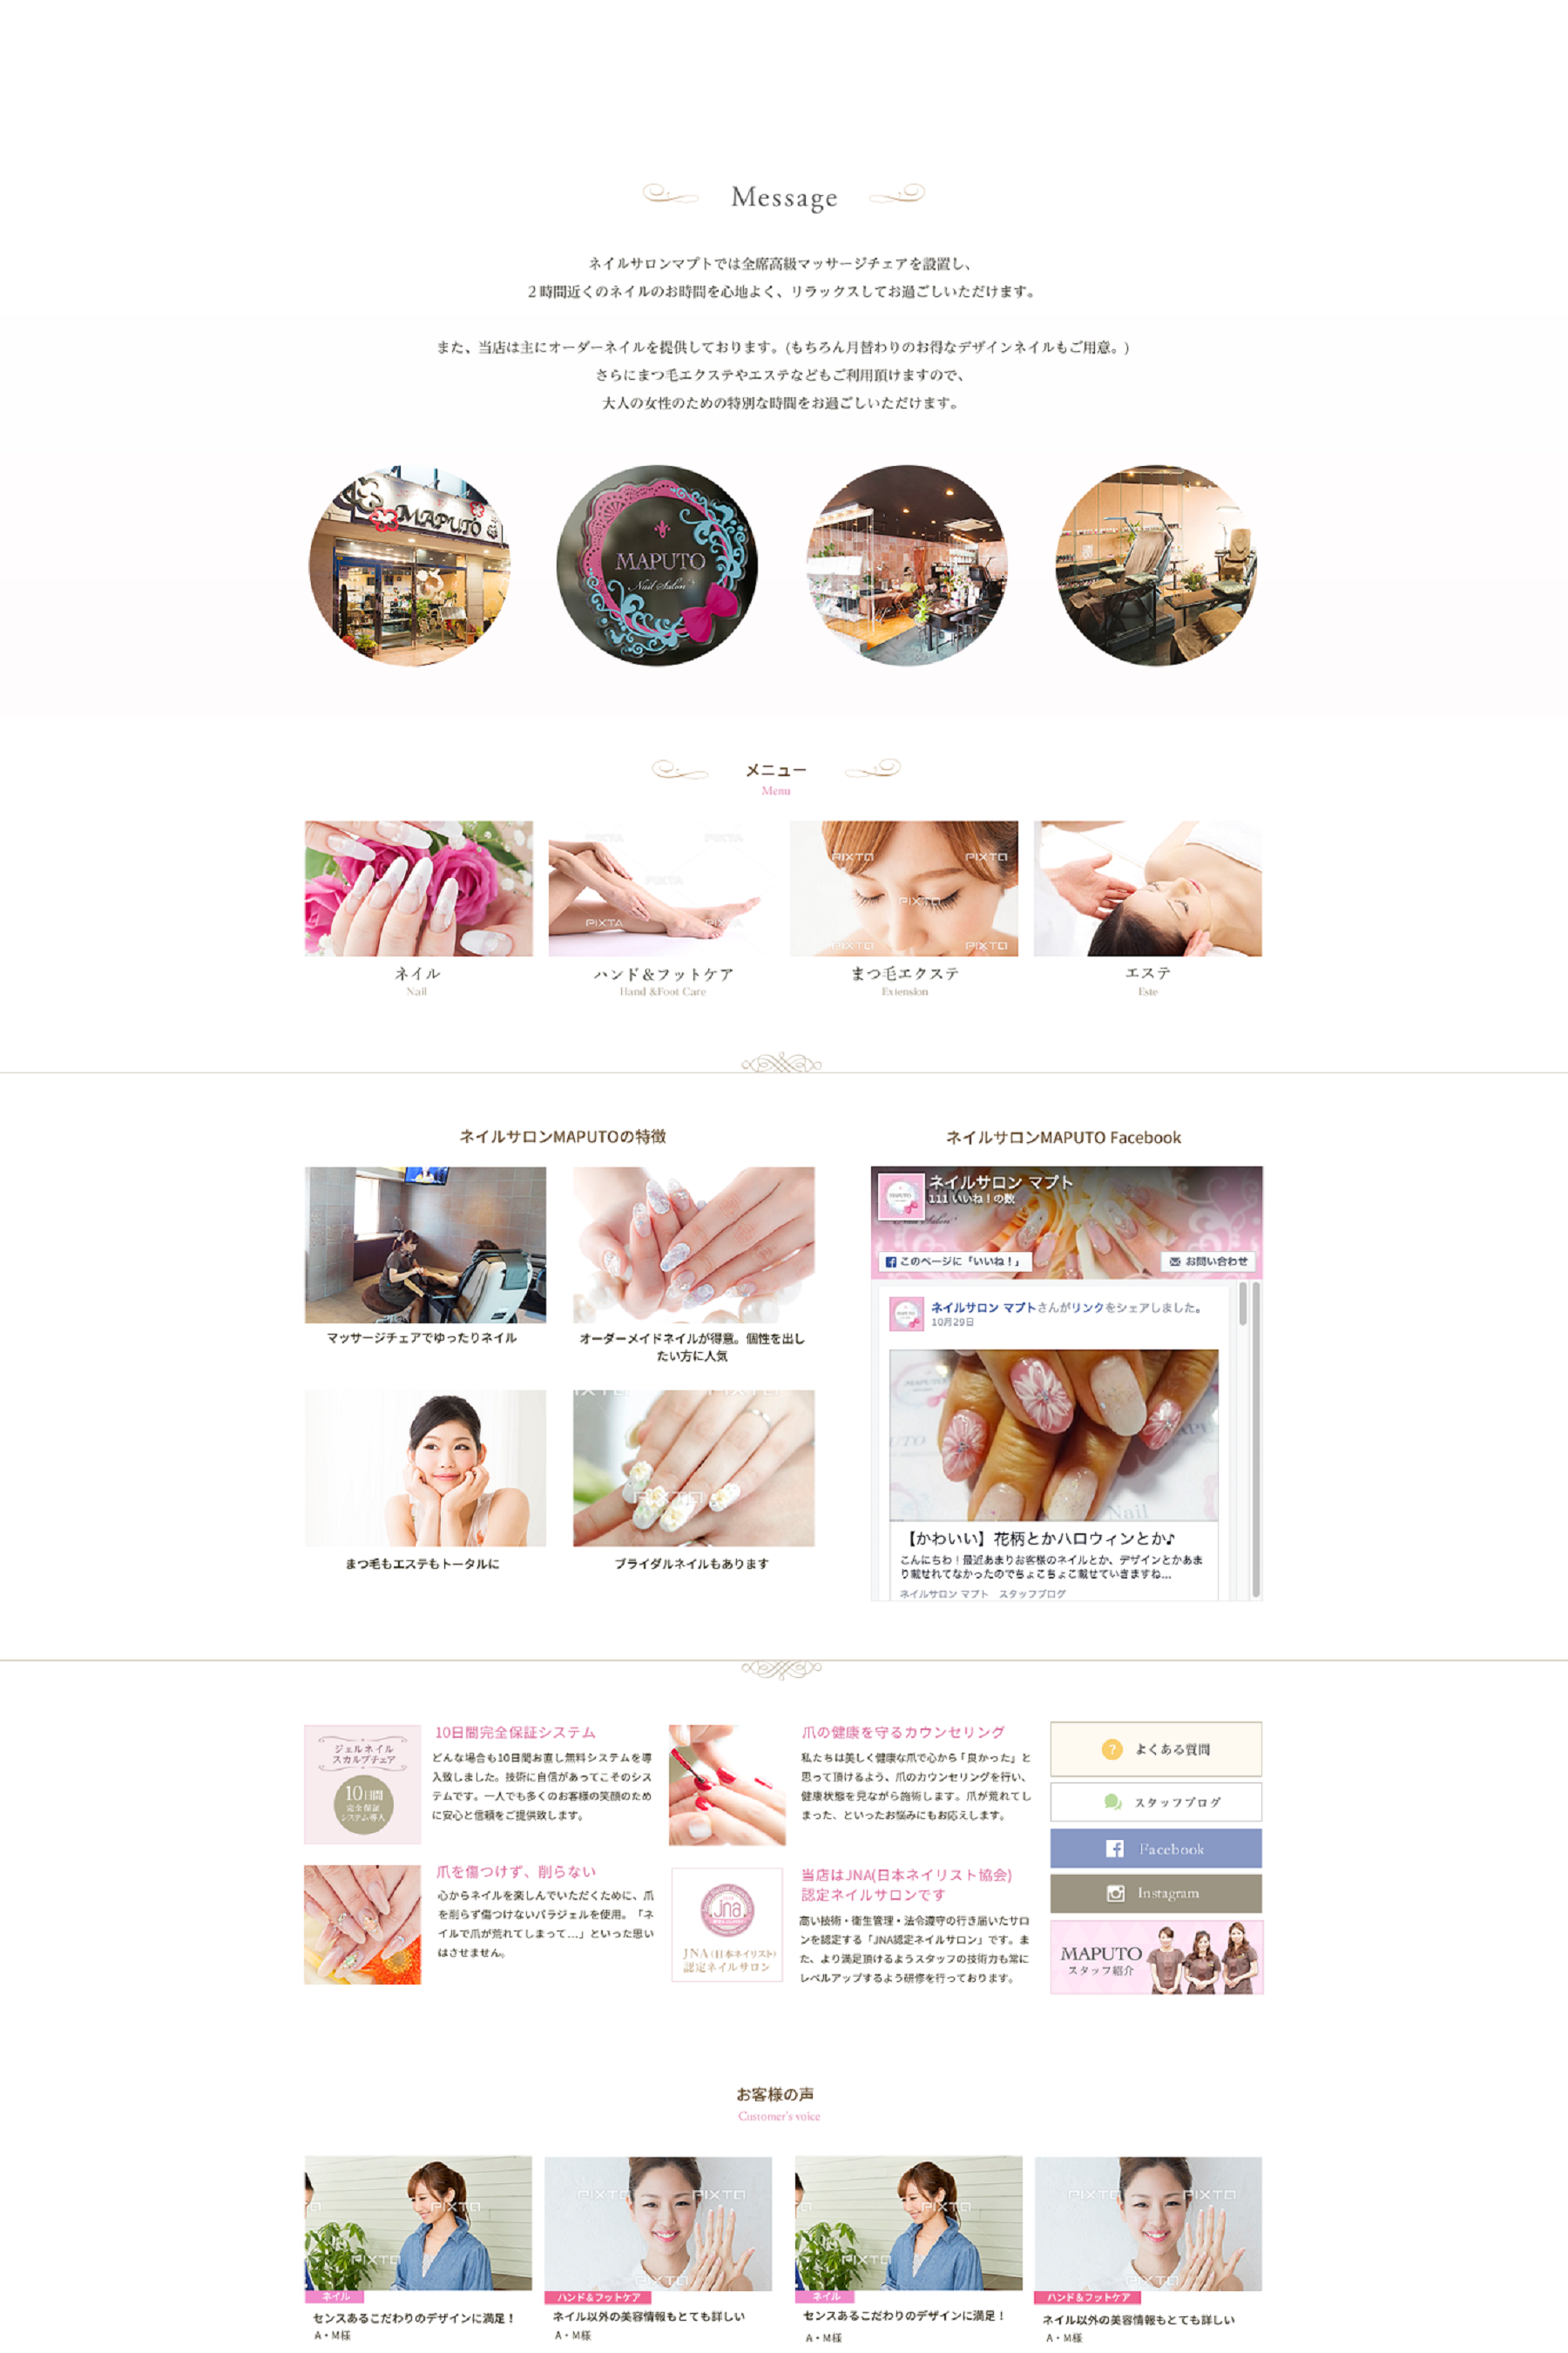 Message
ネイルサロンマプトでは全席高級マッサージチェアを設置し、
２時間近くのネイルのお時間を心地よく、リラックスしてお過ごしいただけます。
また、当店は主にオーダーネイルを提供しております。(もちろん月替わりのお得なデザインネイルもご用意。)
さらにまつ毛エクステやエステなどもご利用頂けますので、
大人の女性のための特別な時間をお過ごしいただけます。
MAPUTO
MAPUTO
Nail Salon
メニュー
Menu
PIXTA
PIXTA
PIXTA
PIXTA
PIXTA
PIXTA
PIXTA
PIXTA
PIXTA
PIXTA
ネイル
Nail
ハンド＆フットケア
Hand &Foot Care
まつ毛エクステ
Extension
エステ
Este
ネイルサロンMAPUTOの特徴
マッサージチェアでゆったりネイル
オーダーメイドネイルが得意。個性を出し
たい方に人気
PIXTA
PIXTA
PIXTA
まつ毛もエステもトータルに
ブライダルネイルもあります
ネイルサロンMAPUTO Facebook
ネイルサロン マプト
111 いいね！の数
このページに「いいね！」
お問い合わせ
ネイルサロン マプトさんがリンクをシェアしました。
10月29日
Nail
【かわいい】花柄とかハロウィンとか♪
こんにちわ！最近あまりお客様のネイルとか、デザインとかあま
り載せれてなかったのでちょこちょこ載せていきますね...
ネイルサロン マプト　スタッフブログ
ジェルネイル
スカルプチェア
10日間
完全保証
システム導入
10日間完全保証システム
どんな場合も10日間お直し無料システムを導
入致しました。技術に自信があってこそのシス
テムです。一人でも多くのお客様の笑顔のため
に安心と信頼をご提供致します。
爪の健康を守るカウンセリング
私たちは美しく健康な爪で心から「良かった」と
思って頂けるよう、爪のカウンセリングを行い、
健康状態を見ながら施術します。爪が荒れてし
まった、といったお悩みにもお応えします。
爪を傷つけず、削らない
心からネイルを楽しんでいただくために、爪
を削らず傷つけないパラジェルを使用。「ネ
イルで爪が荒れてしまって…」といった思い
はさせません。
jna
JNA（日本ネイリスト）
認定ネイルサロン
当店はJNA(日本ネイリスト協会)
認定ネイルサロンです
高い技術・衛生管理・法令遵守の行き届いたサロ
ンを認定する「JNA認定ネイルサロン」です。ま
た、より満足頂けるようスタッフの技術力も常に
レベルアップするよう研修を行っております。
? よくある質問
スタッフブログ
Facebook
Instagram
MAPUTO
スタッフ紹介
お客様の声
Customer's voice
PIXTA
PIXTA
ネイル
センスあるこだわりのデザインに満足！
A・M様
PIXTA
PIXTA
PIXTA
ハンド＆フットケア
ネイル以外の美容情報もとても詳しい
A・M様
PIXTA
PIXTA
ネイル
センスあるこだわりのデザインに満足！
A・M様
PIXTA
PIXTA
PIXTA
ハンド＆フットケア
ネイル以外の美容情報もとても詳しい
A・M様